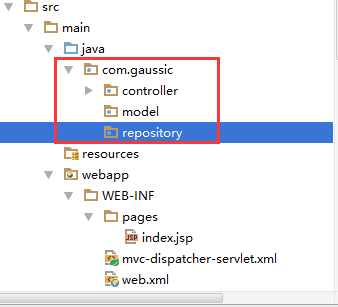 src
main
java
com.gaussic
controller
model
repository
resources
webapp
WEB-INF
pages
index.jsp
mvc-dispatcher-servlet.xml
web.xml